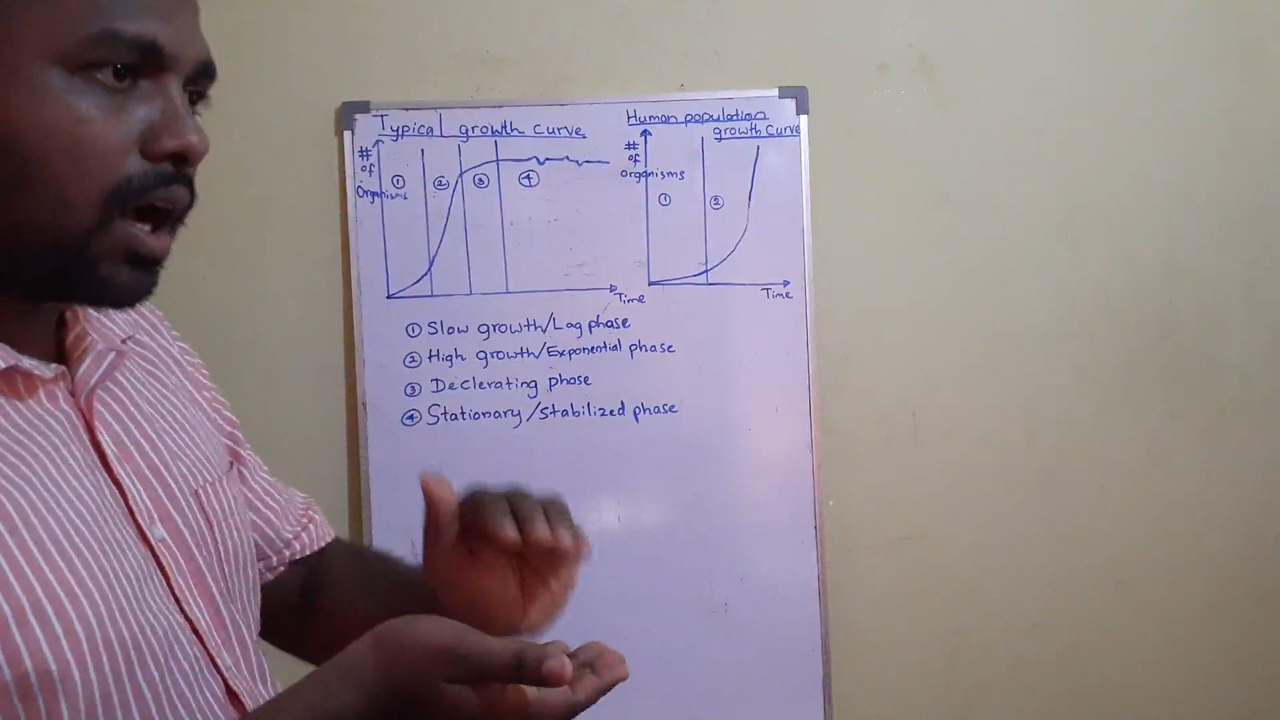 Typical growth curve
# of Organisms
① ② ③ ④
Time
Human population
growth curve
# of Organisms
① ②
Time
① Slow growth/Lag phase
② High growth/Exponential phase
③ Declerating phase
④ Stationary/Stabilized phase